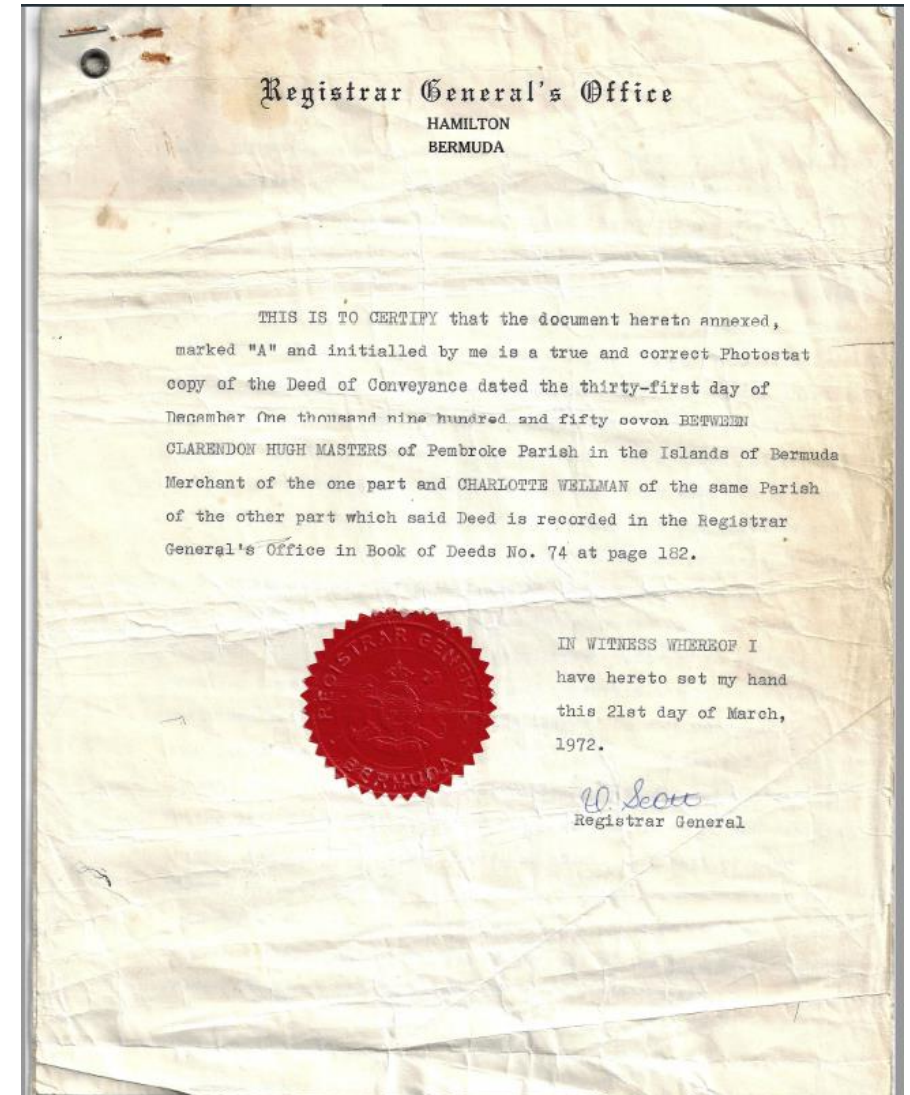 Registrar General's Office
HAMILTON
BERMUDA
THIS IS TO CERTIFY that the document hereto annexed,
marked "A" and initialled by me is a true and correct Photostat
copy of the Deed of Conveyance dated the thirty-first day of
December One thousand nine hundred and fifty BETWEEN
CLARENDON HUGH MASTERS of Pembroke Parish in the Islands of Bermuda
Merchant of the one part and CHARLOTTE WELLMAN of the same Parish
of the other part which said Deed is recorded in the Registrar
General's Office in Book of Deeds No. 74 at page 182.
REGISTRAR GENERAL
BERMUDA
IN WITNESS WHEREOF I
have hereto set my hand
this 21st day of March,
1972.
Scott
Registrar General